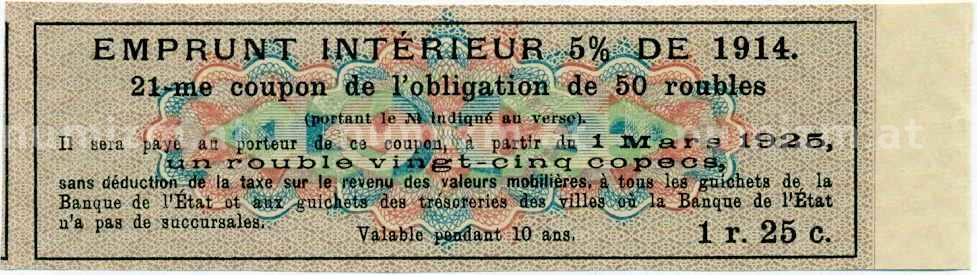 EMPRUNT INTÉRIEUR 5% DE 1914.
21-me coupon de l'obligation de 50 roubles
(portant le № indiqué au verso).
Il sera payé au porteur de ce coupon, à partir du 1 Mars 1925,
un rouble vingt-cinq copecs,
sans déduction de la taxe sur le revenu des valeurs mobilières, à tous les guichets de la
Banque de l'État et aux guichets des trésoreries des villes où la Banque de l'État
n'a pas de succursales.
Valable pendant 10 ans.
1 r. 25 c.